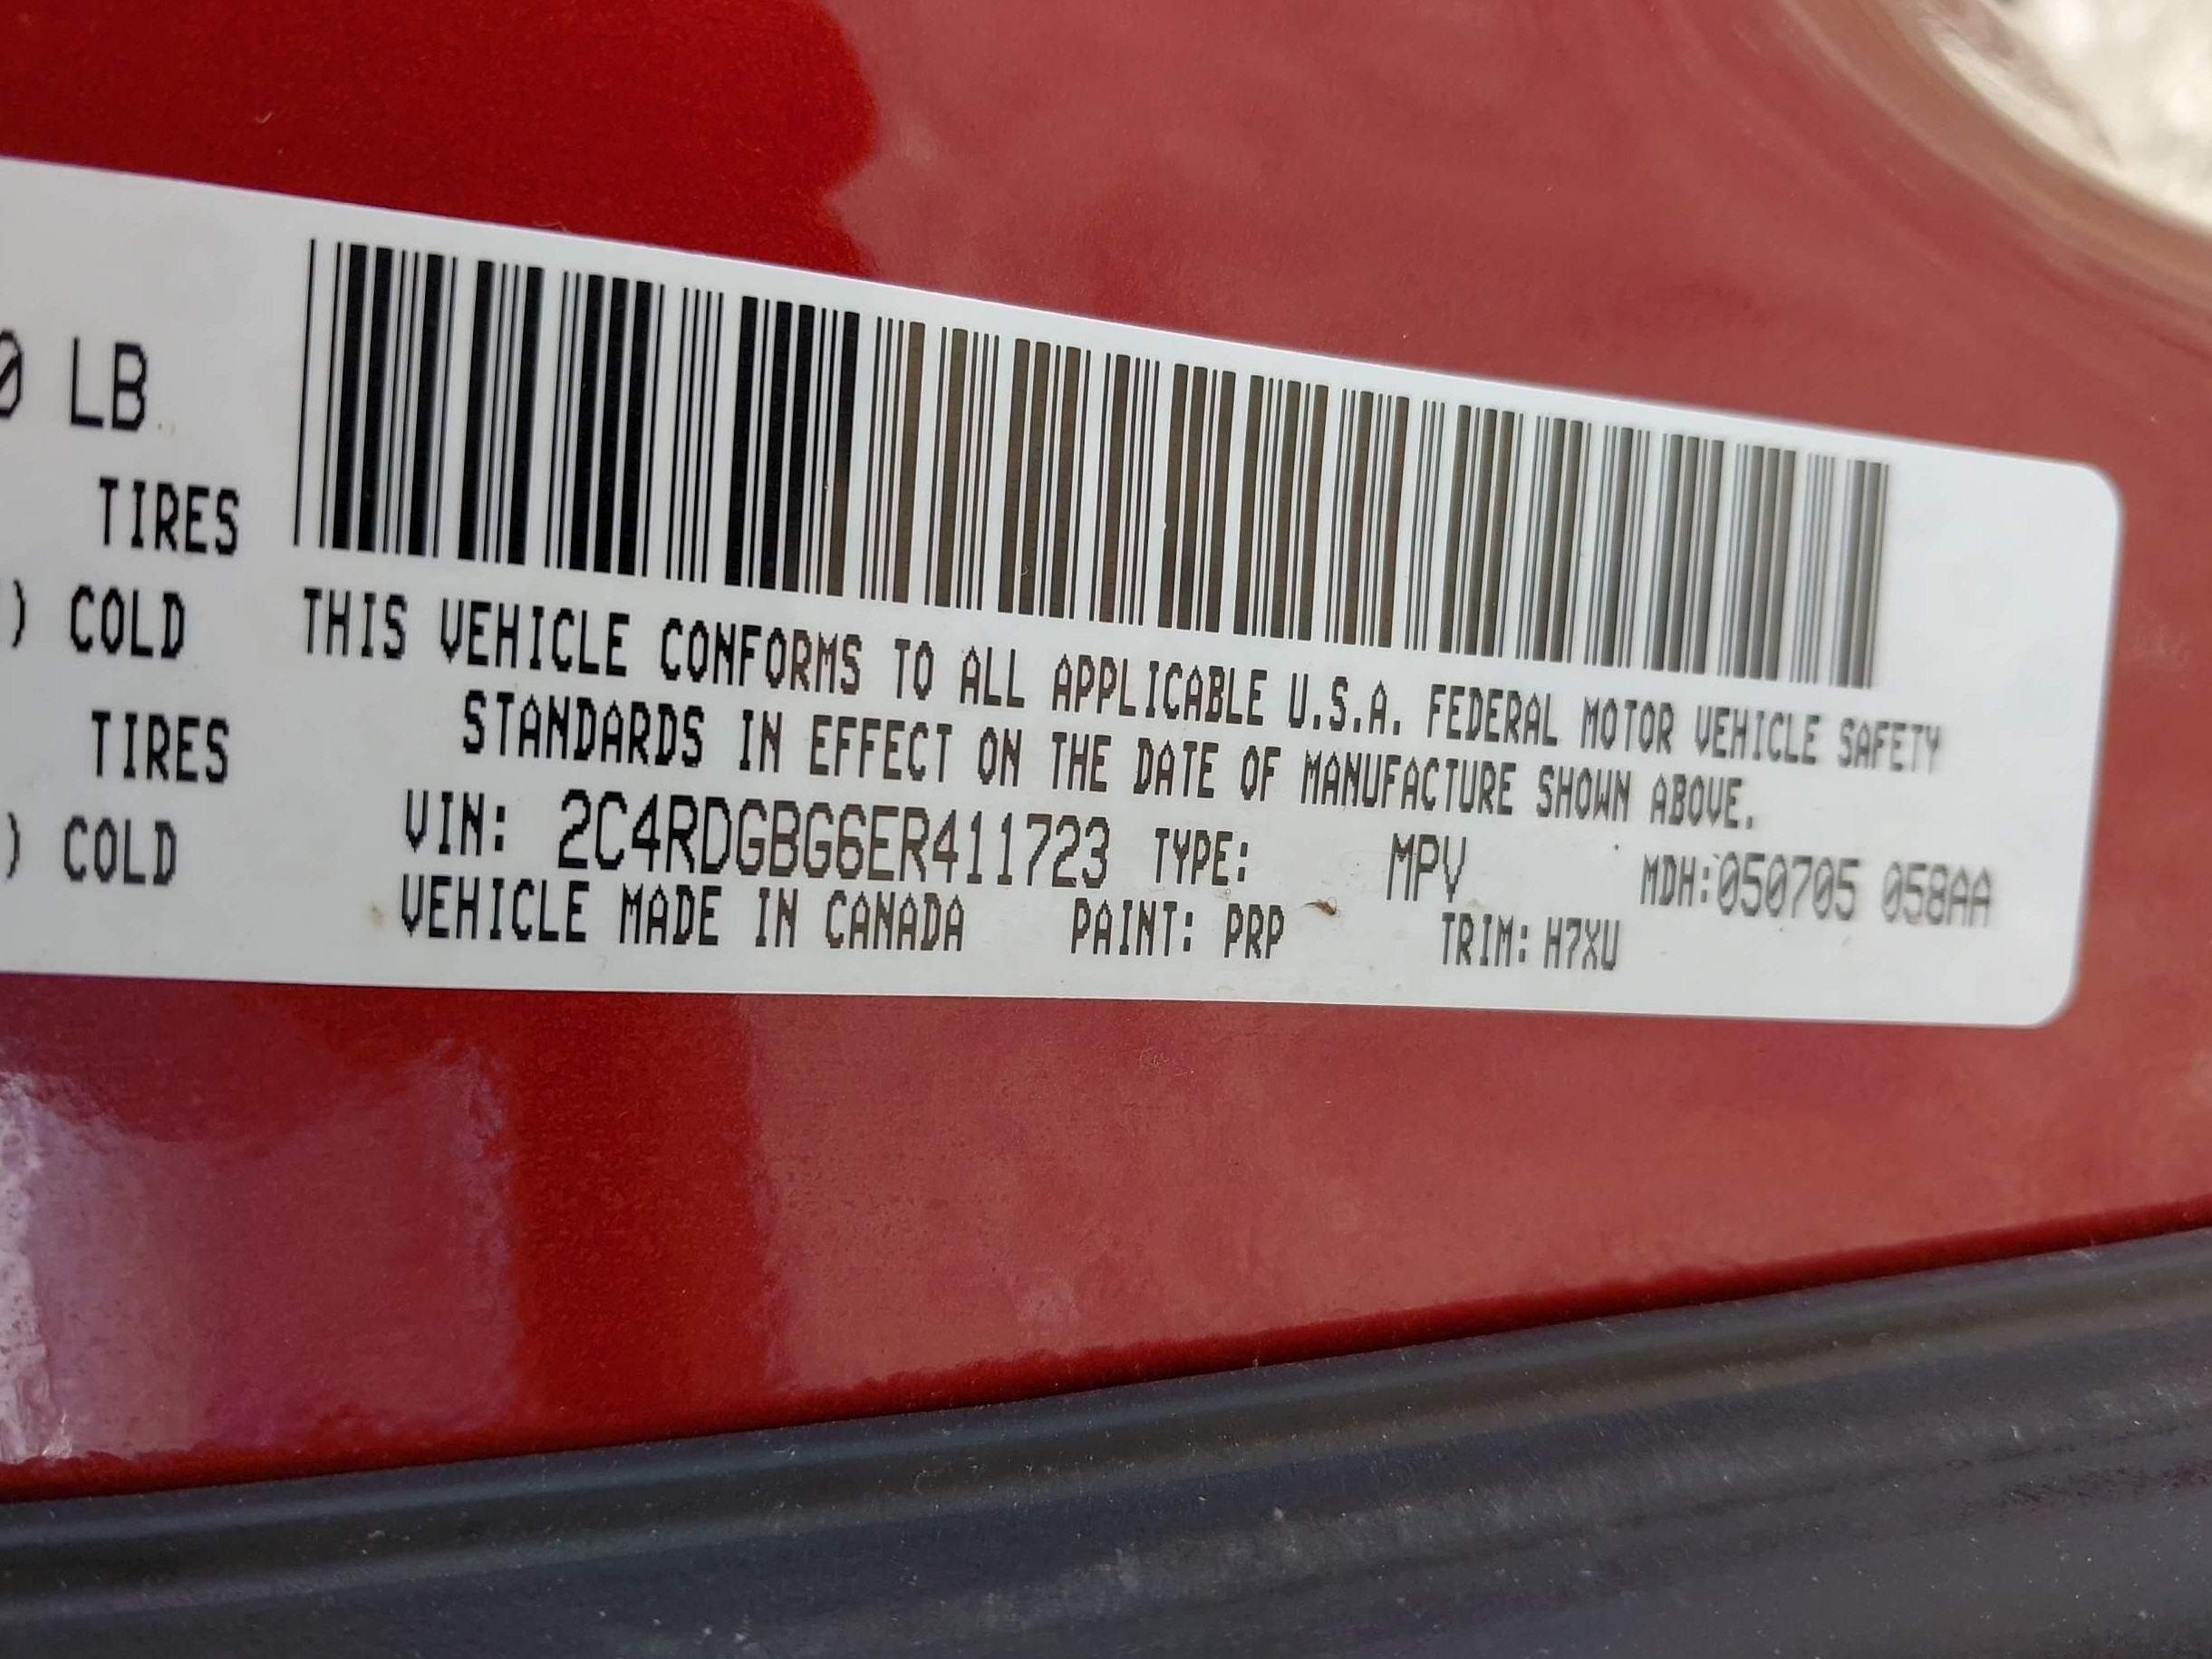 0 LB
TIRES
) COLD
TIRES
) COLD
THIS VEHICLE CONFORMS TO ALL APPLICABLE U.S.A. FEDERAL MOTOR VEHICLE SAFETY
STANDARDS IN EFFECT ON THE DATE OF MANUFACTURE SHOWN ABOVE.
VIN: 2C4RDGBG6ER411723 TYPE: MPV MDH:050705 058AA
VEHICLE MADE IN CANADA PAINT: PRP TRIM: H7XU